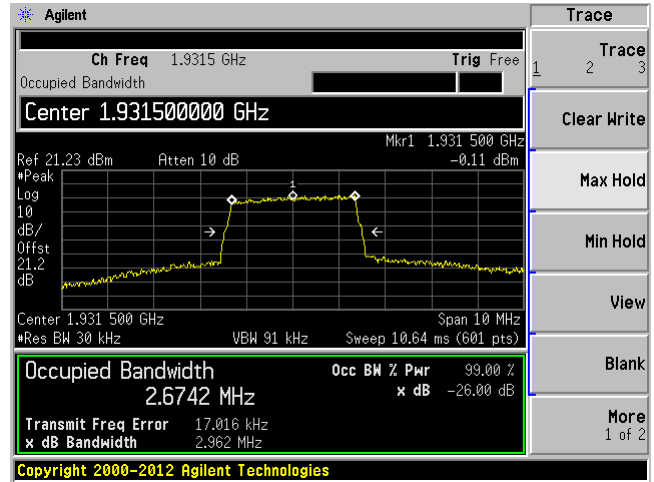 Agilent
Trace
Ch Freq 1.9315 GHz Trig Free
Occupied Bandwidth
Center 1.931500000 GHz
Mkr1 1.931 500 GHz
Ref 21.23 dBm Atten 10 dB -0.11 dBm
#Peak
Log
10
dB/
Offst
21.2
dB
1
Center 1.931 500 GHz Span 10 MHz
#Res BW 30 kHz VBW 91 kHz Sweep 10.64 ms (601 pts)
Occupied Bandwidth Occ BW % Pwr 99.00 %
2.6742 MHz x dB -26.00 dB
Transmit Freq Error 17.016 kHz
x dB Bandwidth 2.962 MHz
Copyright 2000-2012 Agilent Technologies
Trace
1 2 3
Clear Write
Max Hold
Min Hold
View
Blank
More
1 of 2